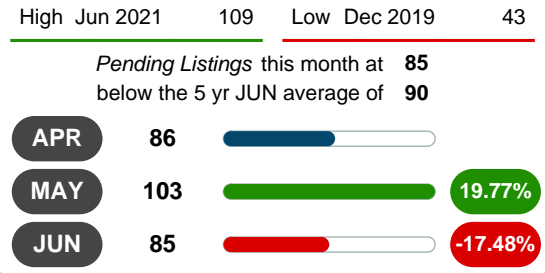 High Jun 2021 109 Low Dec 2019 43
Pending Listings this month at 85
below the 5 yr JUN average of 90
APR 86
MAY 103 19.77%
JUN 85 -17.48%